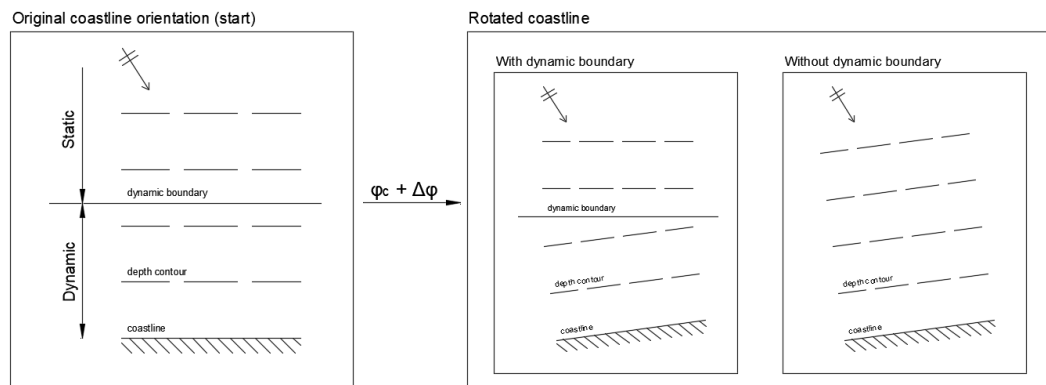 Original coastline orientation (start)
Static
dynamic boundary
Dynamic
depth contour
coastline
φc + Δφ
Rotated coastline
With dynamic boundary
dynamic boundary
depth contour
coastline
Without dynamic boundary
depth contour
coastline